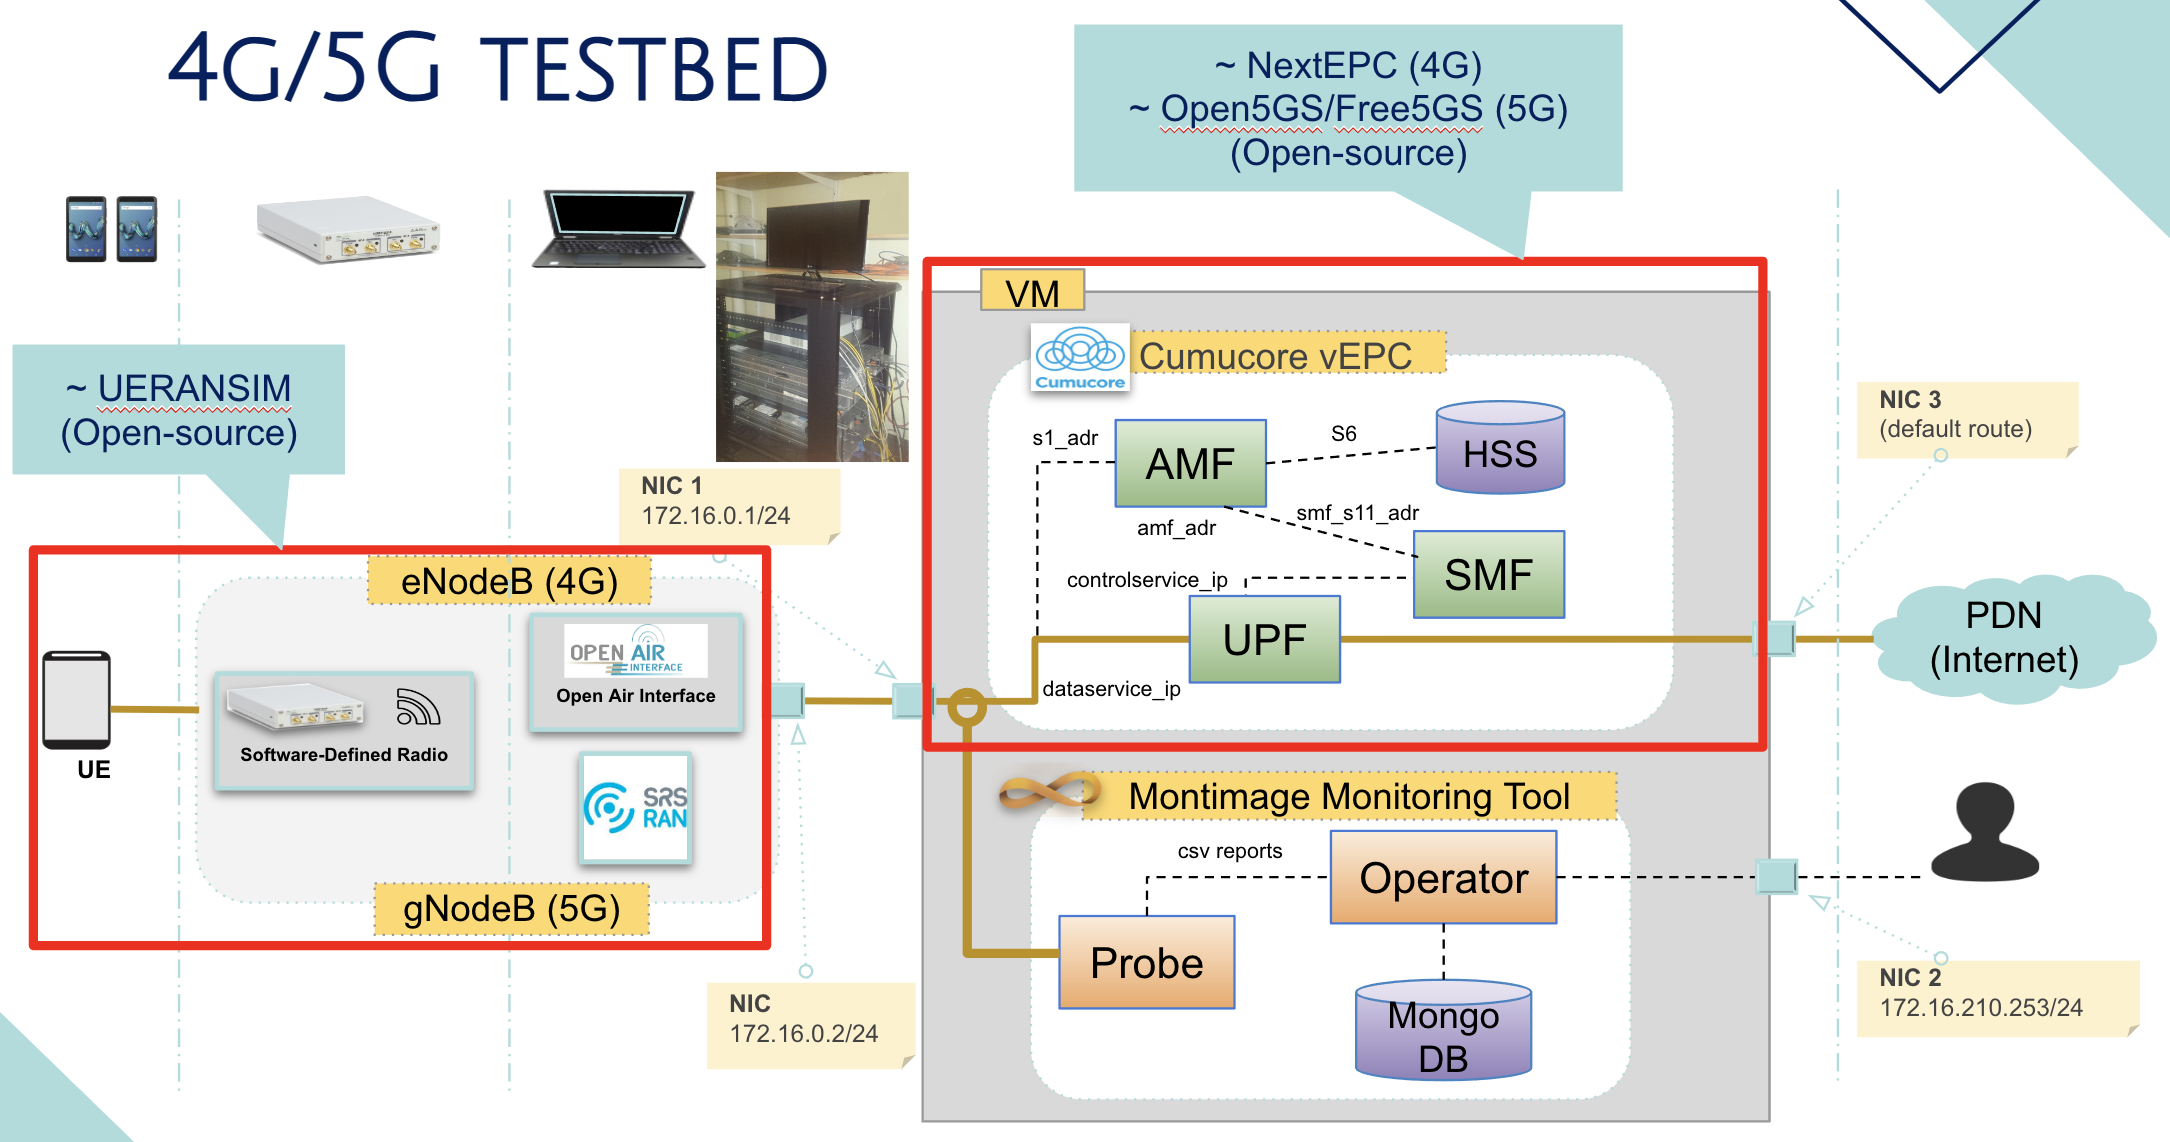 4G/5G TESTBED
~ NextEPC (4G)
~ Open5GS/Free5GS (5G)
(Open-source)
~ UERANSIM
(Open-source)
VM
Cumucore
Cumucore vEPC
NIC 3
(default route)
s1_adr
AMF
S6
HSS
NIC 1
172.16.0.1/24
amf_adr
smf_s11_adr
SMF
controlservice_ip
UPF
dataservice_ip
PDN
(Internet)
eNodeB (4G)
OPEN AIR
INTERFACE
Open Air Interface
Software-Defined Radio
UE
SRS
RAN
gNodeB (5G)
NIC
172.16.0.2/24
Montimage Monitoring Tool
csv reports
Operator
Probe
Mongo
DB
NIC 2
172.16.210.253/24